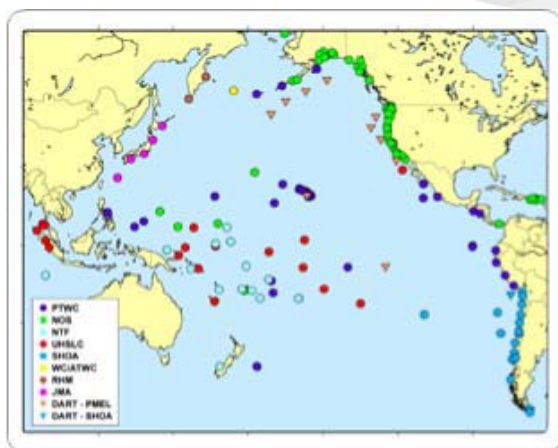 PTWC
NOS
NTF
UHSLC
SHOA
WC/ATWC
RHM
JMA
DART - PMEL
DART - SHOA